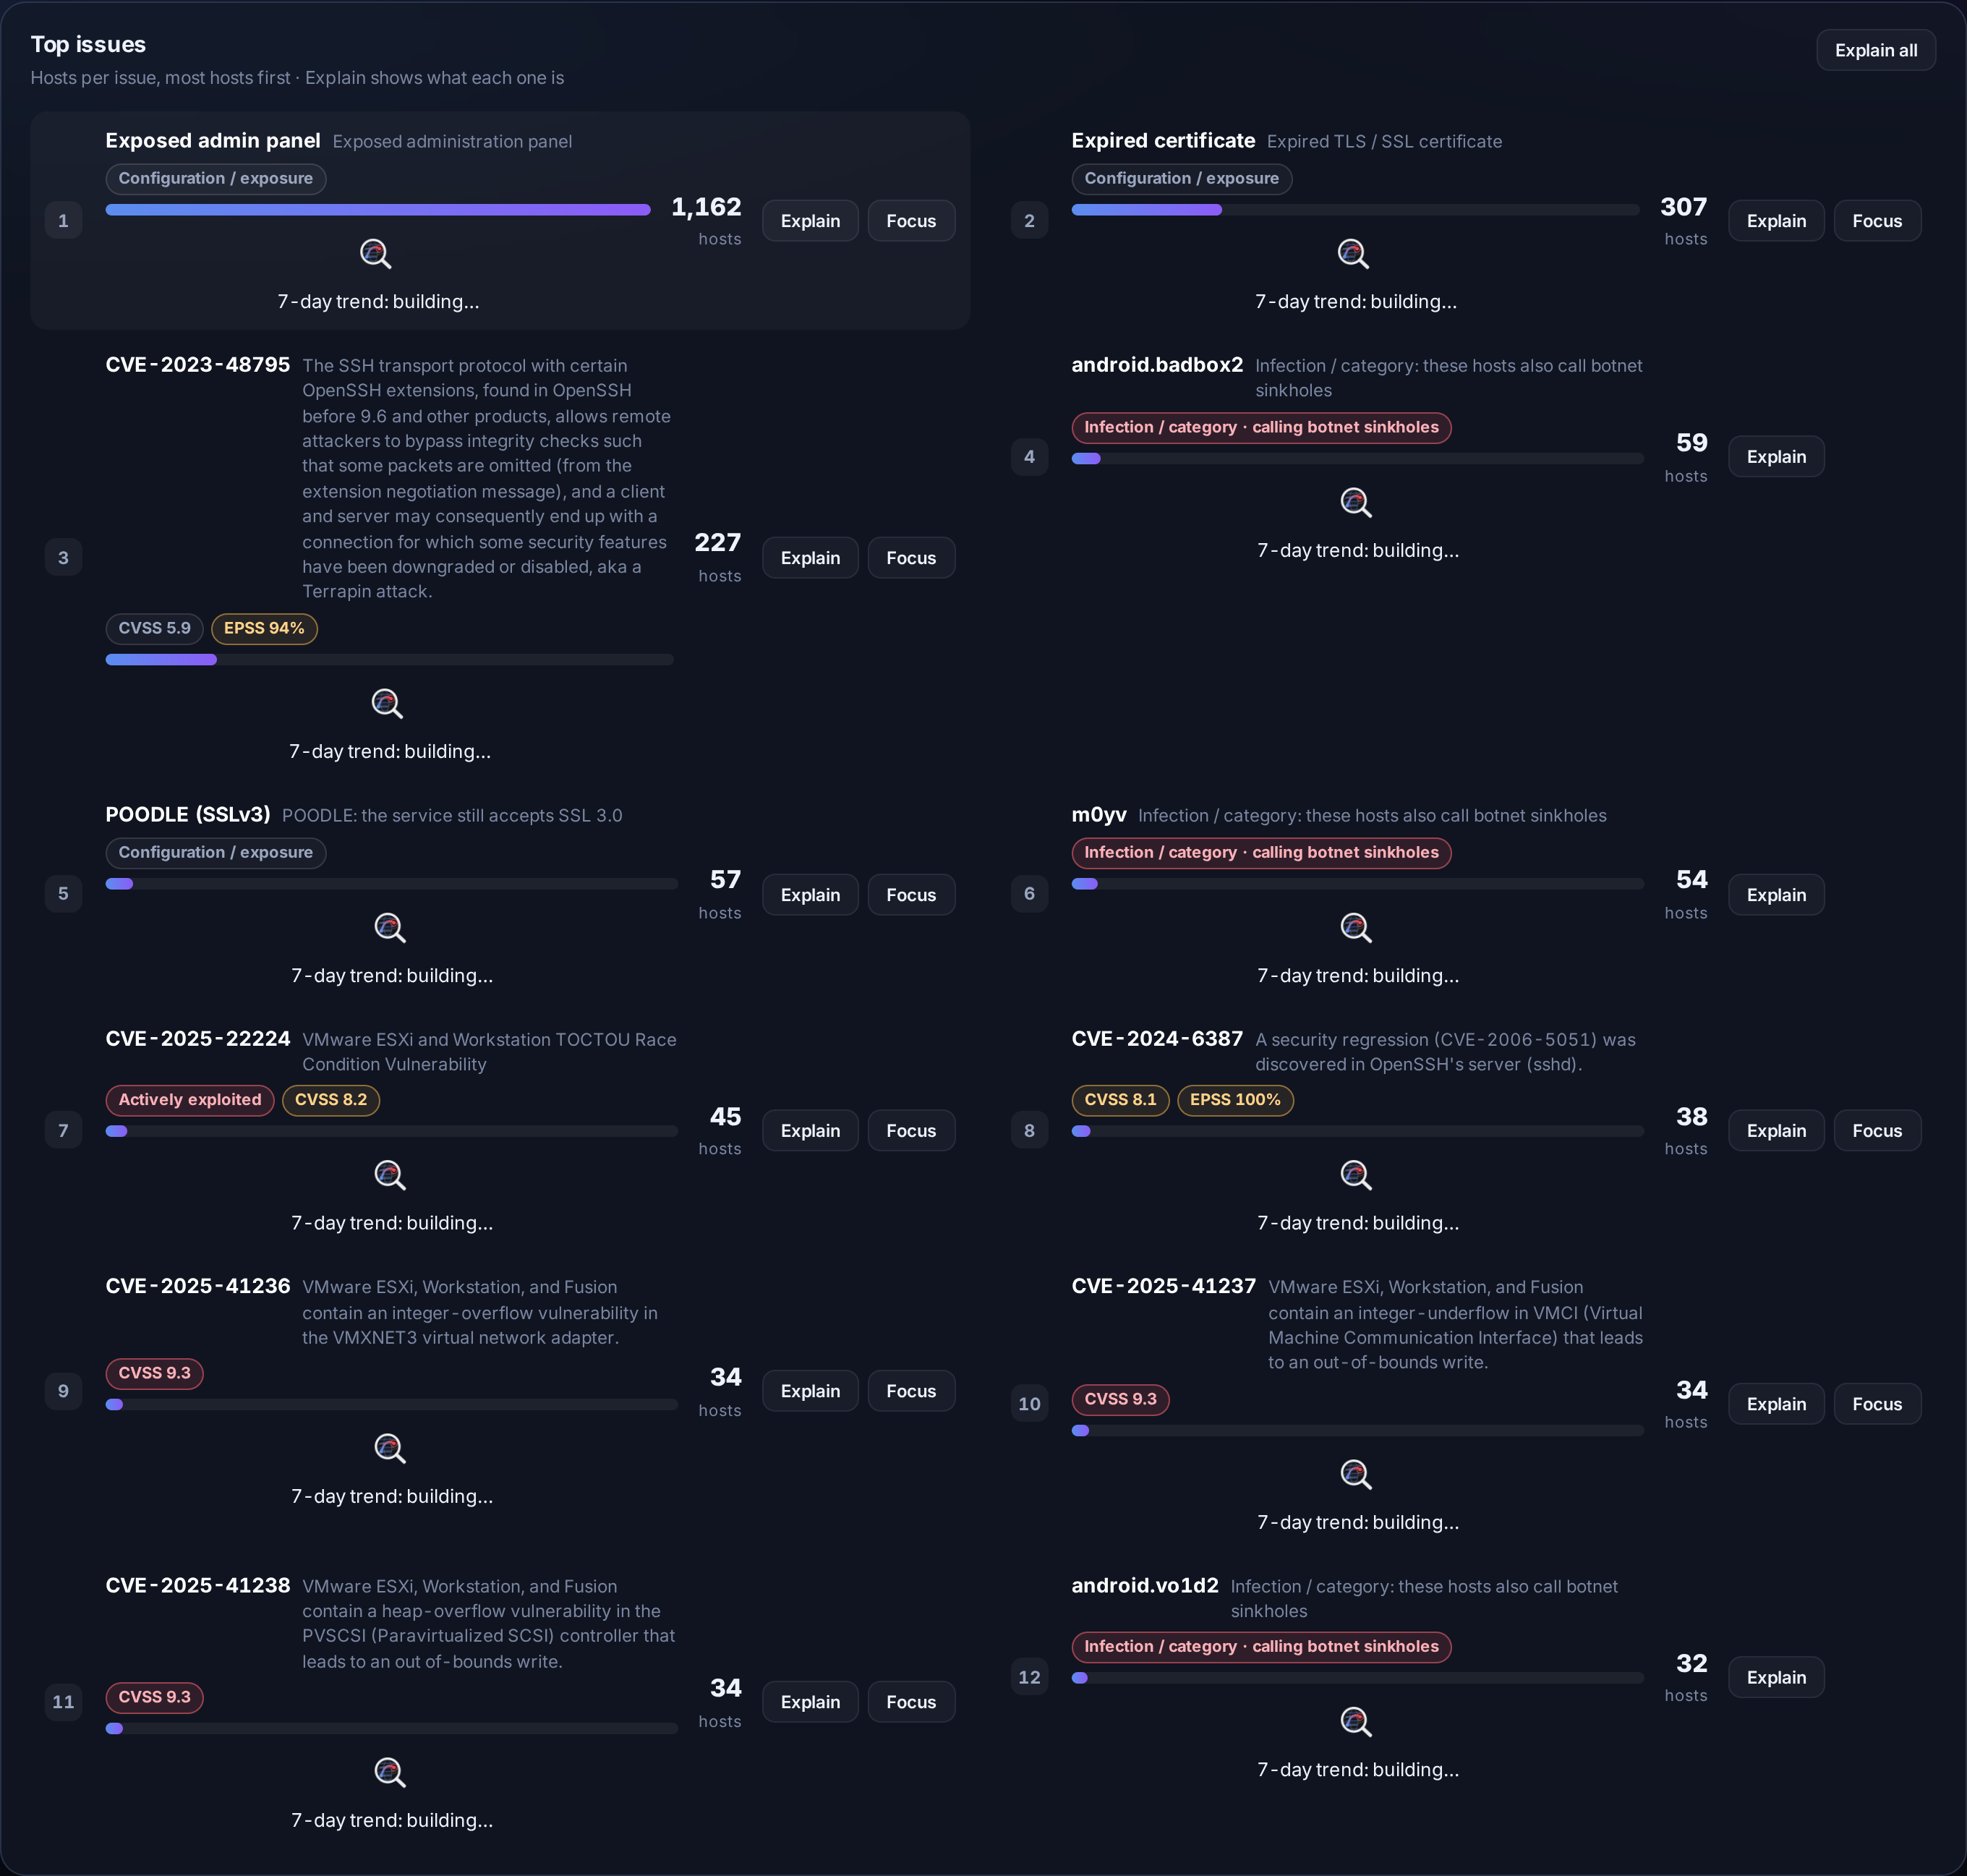 Top issues
Explain all
Hosts per issue, most hosts first · Explain shows what each one is
1
Exposed admin panel Exposed administration panel
Configuration / exposure
1,162
hosts
Explain Focus
7-day trend: building...
2
Expired certificate Expired TLS / SSL certificate
Configuration / exposure
307
hosts
Explain Focus
7-day trend: building...
3
CVE-2023-48795 The SSH transport protocol with certain
OpenSSH extensions, found in OpenSSH
before 9.6 and other products, allows remote
attackers to bypass integrity checks such
that some packets are omitted (from the
extension negotiation message), and a client
and server may consequently end up with a
connection for which some security features
have been downgraded or disabled, aka a
Terrapin attack.
CVSS 5.9 EPSS 94%
227
hosts
Explain Focus
7-day trend: building...
4
android.badbox2 Infection / category: these hosts also call botnet
sinkholes
Infection / category · calling botnet sinkholes
59
hosts
Explain
7-day trend: building...
5
POODLE (SSLv3) POODLE: the service still accepts SSL 3.0
Configuration / exposure
57
hosts
Explain Focus
7-day trend: building...
6
m0yv Infection / category: these hosts also call botnet sinkholes
Infection / category · calling botnet sinkholes
54
hosts
Explain
7-day trend: building...
7
CVE-2025-22224 VMware ESXi and Workstation TOCTOU Race
Condition Vulnerability
Actively exploited CVSS 8.2
45
hosts
Explain Focus
7-day trend: building...
8
CVE-2024-6387 A security regression (CVE-2006-5051) was
discovered in OpenSSH's server (sshd).
CVSS 8.1 EPSS 100%
38
hosts
Explain Focus
7-day trend: building...
9
CVE-2025-41236 VMware ESXi, Workstation, and Fusion
contain an integer-overflow vulnerability in
the VMXNET3 virtual network adapter.
CVSS 9.3
34
hosts
Explain Focus
7-day trend: building...
10
CVE-2025-41237 VMware ESXi, Workstation, and Fusion
contain an integer-underflow in VMCI (Virtual
Machine Communication Interface) that leads
to an out-of-bounds write.
CVSS 9.3
34
hosts
Explain Focus
7-day trend: building...
11
CVE-2025-41238 VMware ESXi, Workstation, and Fusion
contain a heap-overflow vulnerability in the
PVSCSI (Paravirtualized SCSI) controller that
leads to an out of-bounds write.
CVSS 9.3
34
hosts
Explain Focus
7-day trend: building...
12
android.vo1d2 Infection / category: these hosts also call botnet
sinkholes
Infection / category · calling botnet sinkholes
32
hosts
Explain
7-day trend: building...